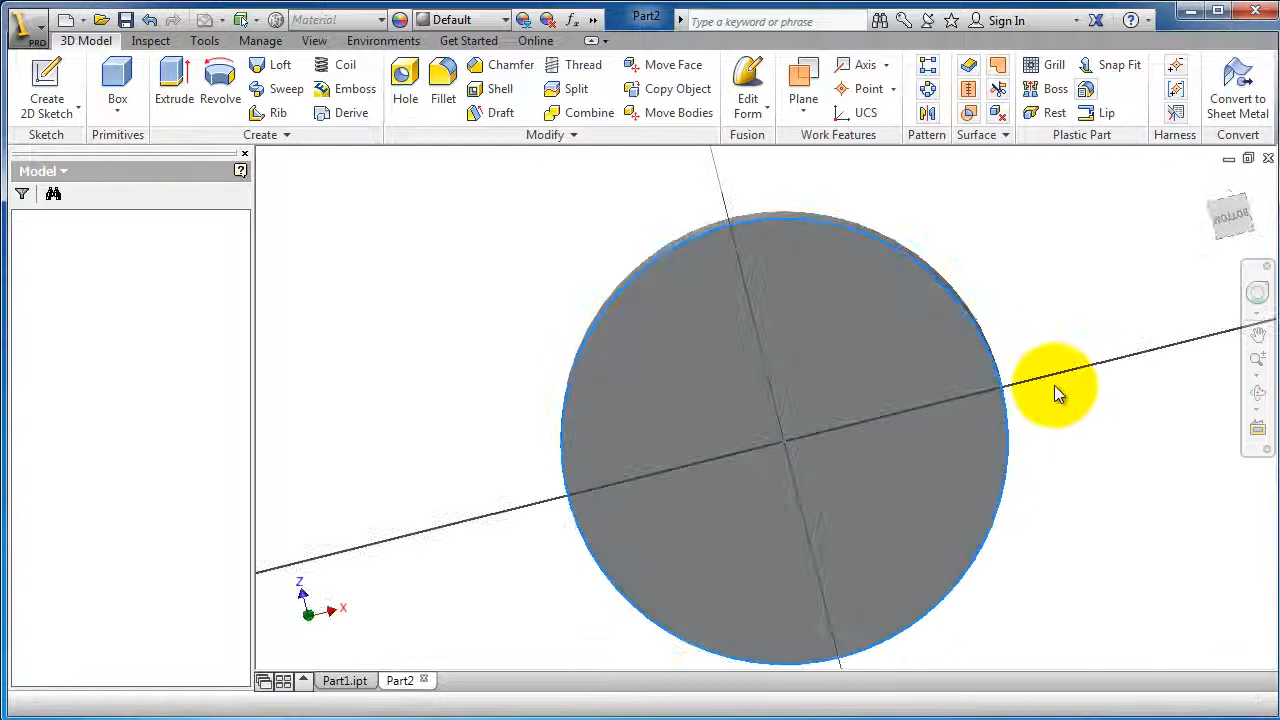 PRO
Material
Default
fx
Part2
Type a keyword or phrase
Sign In
3D Model Inspect Tools Manage View Environments Get Started Online
Create
2D Sketch
Sketch
Box
Primitives
Extrude Revolve
Loft
Sweep
Rib
Coil
Emboss
Derive
Create
Hole Fillet
Chamfer
Shell
Draft
Thread
Split
Combine
Move Face
Copy Object
Move Bodies
Modify
Edit
Form
Fusion
Plane
Axis
Point
UCS
Work Features
Pattern
Surface
Grill
Boss
Rest
Snap Fit
Lip
Plastic Part
Harness
Convert to
Sheet Metal
Convert
Model
BOTTOM
Z
X
Part1.ipt Part2